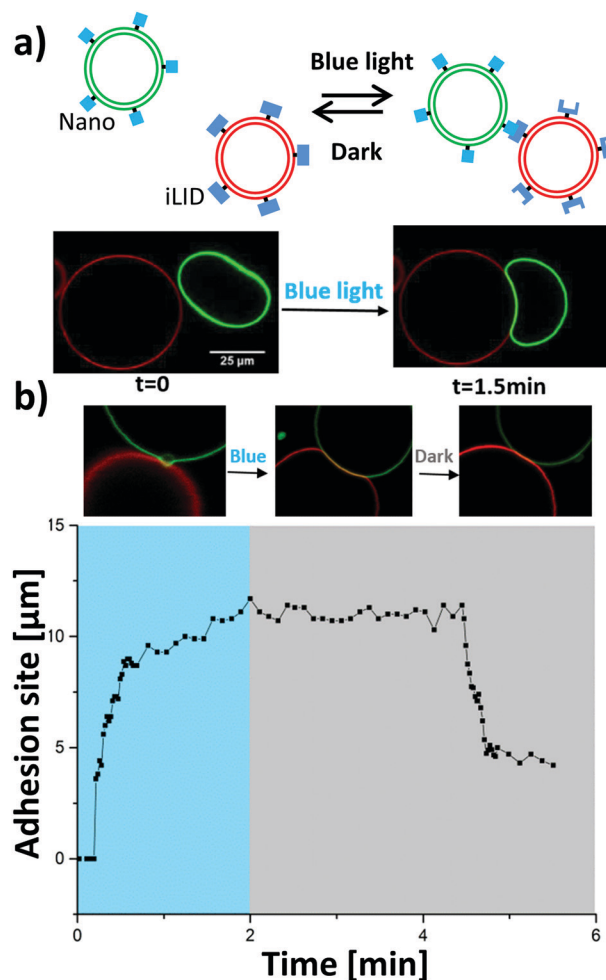 a)
Blue light
Nano
Dark
iLID
Blue light
25 µm
t=0
t=1.5min
b)
Blue
Dark
15
10
5
0
Adhesion site [µm]
0
2
4
6
Time [min]